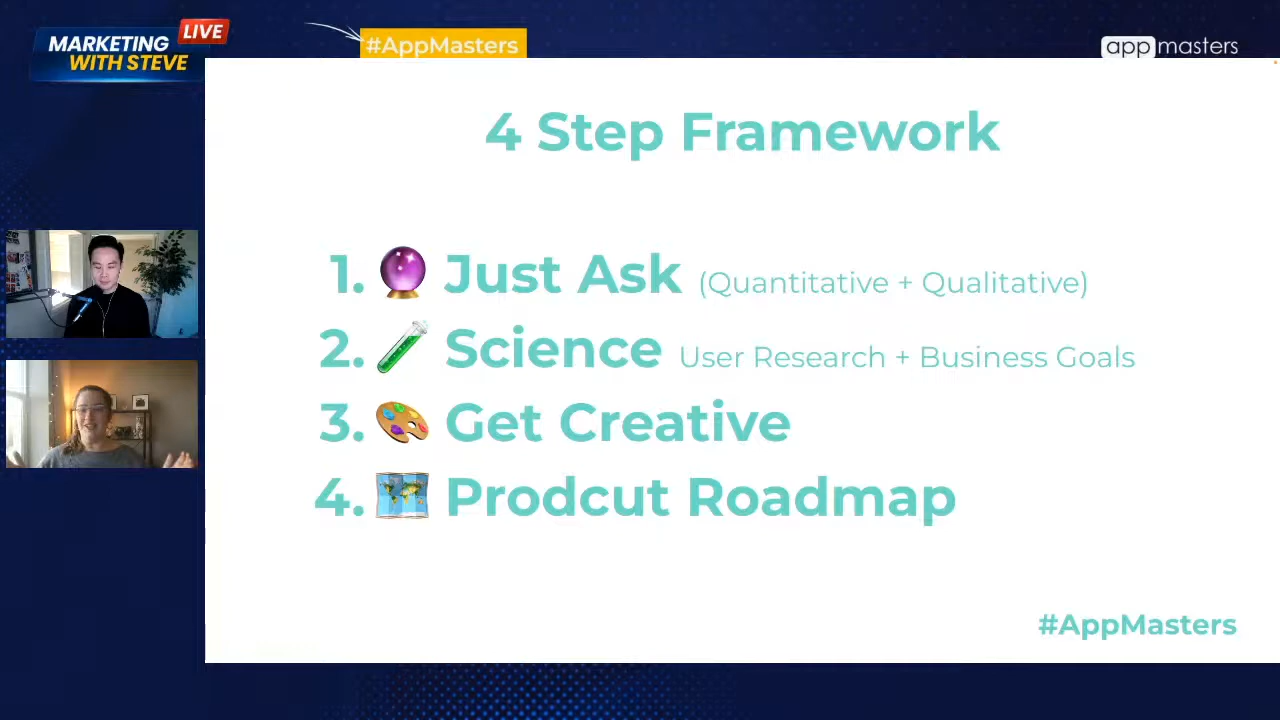 MARKETING LIVE
WITH STEVE
#AppMasters
app masters
4 Step Framework
1. Just Ask (Quantitative + Qualitative)
2. Science User Research + Business Goals
3. Get Creative
4. Prodcut Roadmap
#AppMasters